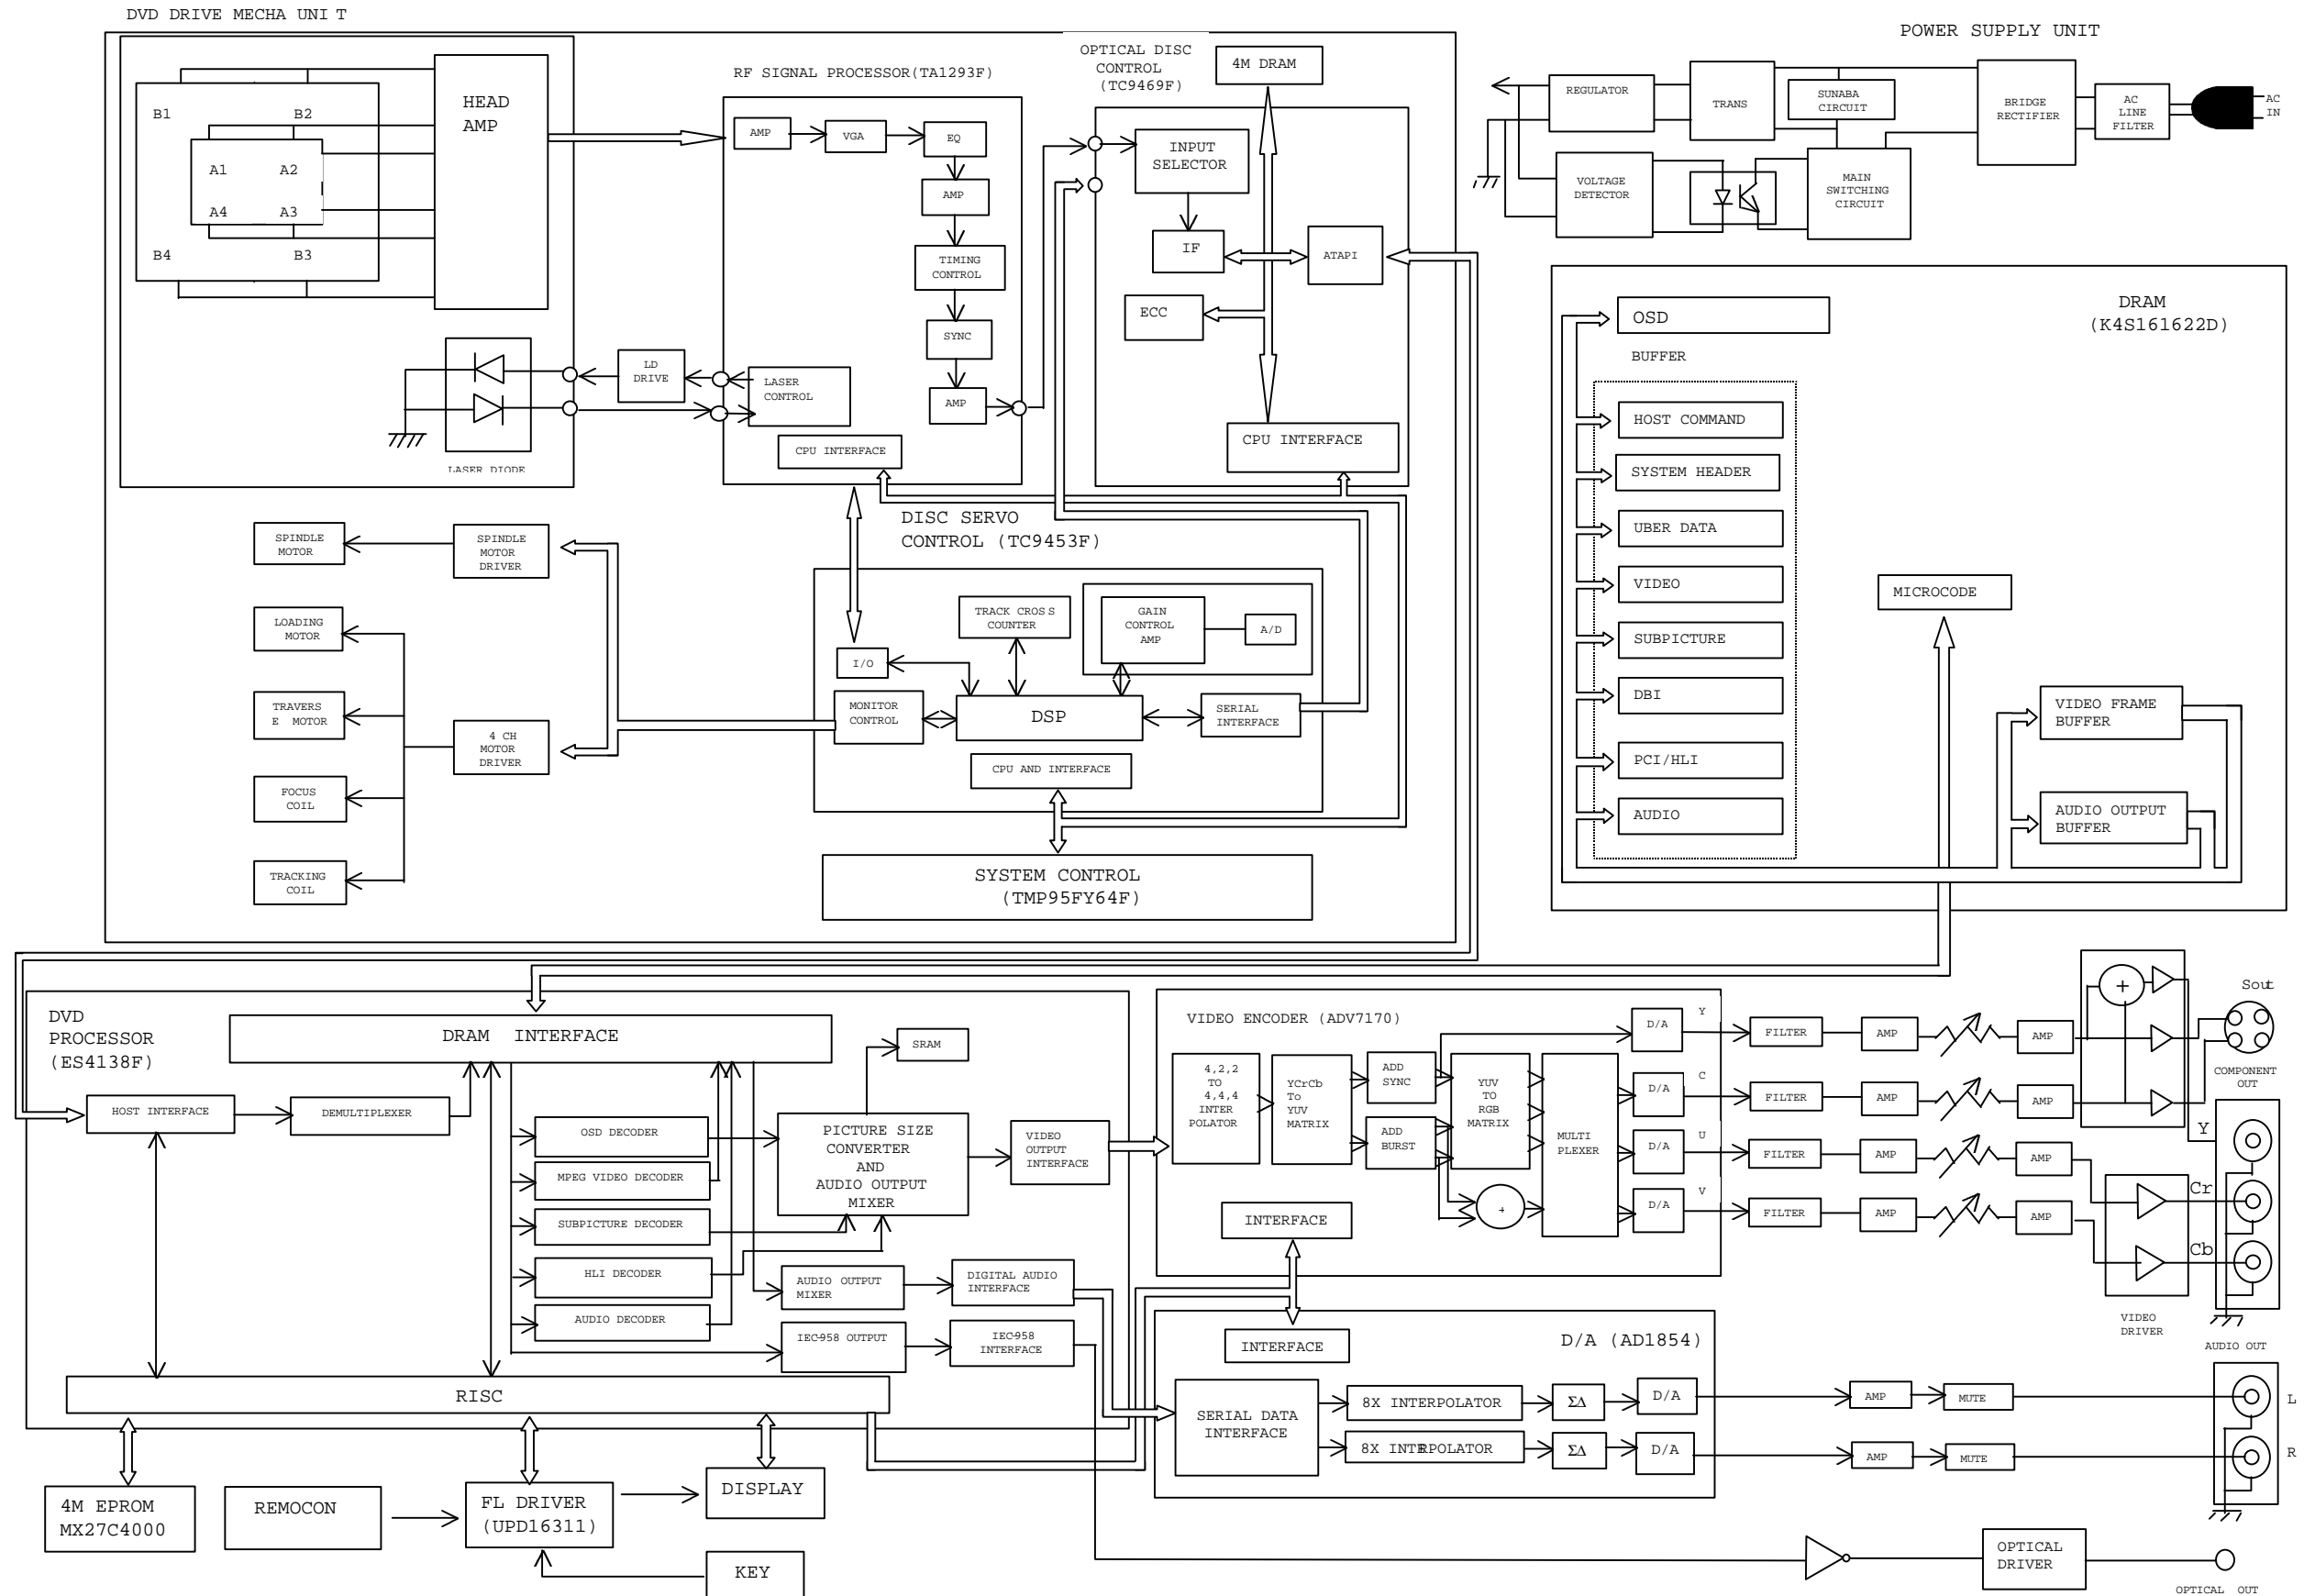 DVD DRIVE MECHA UNI T
B1
B2
A1
A2
A4
A3
B4
B3
HEAD
AMP
LASER DIODE
LD
DRIVE
RF SIGNAL PROCESSOR(TA1293F)
AMP
VGA
EQ
AMP
TIMING
CONTROL
SYNC
AMP
LASER
CONTROL
CPU INTERFACE
OPTICAL DISC
CONTROL
(TC9469F)
4M DRAM
INPUT
SELECTOR
IF
ATAPI
ECC
CPU INTERFACE
DISC SERVO
CONTROL (TC9453F)
SPINDLE
MOTOR
SPINDLE
MOTOR
DRIVER
LOADING
MOTOR
TRAVERS
E MOTOR
4 CH
MOTOR
DRIVER
FOCUS
COIL
TRACKING
COIL
TRACK CROS S
COUNTER
GAIN
CONTROL
AMP
A/D
I/O
MONITOR
CONTROL
DSP
SERIAL
INTERFACE
CPU AND INTERFACE
SYSTEM CONTROL
(TMP95FY64F)
POWER SUPPLY UNIT
REGULATOR
TRANS
SUNABA
CIRCUIT
BRIDGE
RECTIFIER
AC
LINE
FILTER
AC
IN
VOLTAGE
DETECTOR
MAIN
SWITCHING
CIRCUIT
DRAM
(K4S161622D)
OSD
BUFFER
HOST COMMAND
SYSTEM HEADER
UBER DATA
VIDEO
SUBPICTURE
DBI
PCI/HLI
AUDIO
MICROCODE
VIDEO FRAME
BUFFER
AUDIO OUTPUT
BUFFER
DVD
PROCESSOR
(ES4138F)
DRAM INTERFACE
SRAM
HOST INTERFACE
DEMULTIPLEXER
OSD DECODER
MPEG VIDEO DECODER
SUBPICTURE DECODER
HLI DECODER
AUDIO DECODER
PICTURE SIZE
CONVERTER
AND
AUDIO OUTPUT
MIXER
VIDEO
OUTPUT
INTERFACE
AUDIO OUTPUT
MIXER
DIGITAL AUDIO
INTERFACE
IEC-958 OUTPUT
IEC-958
INTERFACE
RISC
4M EPROM
MX27C4000
REMOCON
FL DRIVER
(UPD16311)
DISPLAY
KEY
VIDEO ENCODER (ADV7170)
4,2,2
TO
4,4,4
INTER
POLATOR
YCrCb
To
YUV
MATRIX
ADD
SYNC
ADD
BURST
YUV
TO
RGB
MATRIX
+
MULTI
PLEXER
D/A
Y
D/A
C
D/A
U
D/A
V
INTERFACE
FILTER
AMP
AMP
FILTER
AMP
AMP
FILTER
AMP
AMP
FILTER
AMP
AMP
+
Sout
COMPONENT
OUT
Y
Cr
Cb
VIDEO
DRIVER
INTERFACE
D/A (AD1854)
SERIAL DATA
INTERFACE
8X INTERPOLATOR
ΣΔ
D/A
8X INTERPOLATOR
ΣΔ
D/A
AMP
MUTE
AMP
MUTE
AUDIO OUT
L
R
OPTICAL
DRIVER
OPTICAL OUT